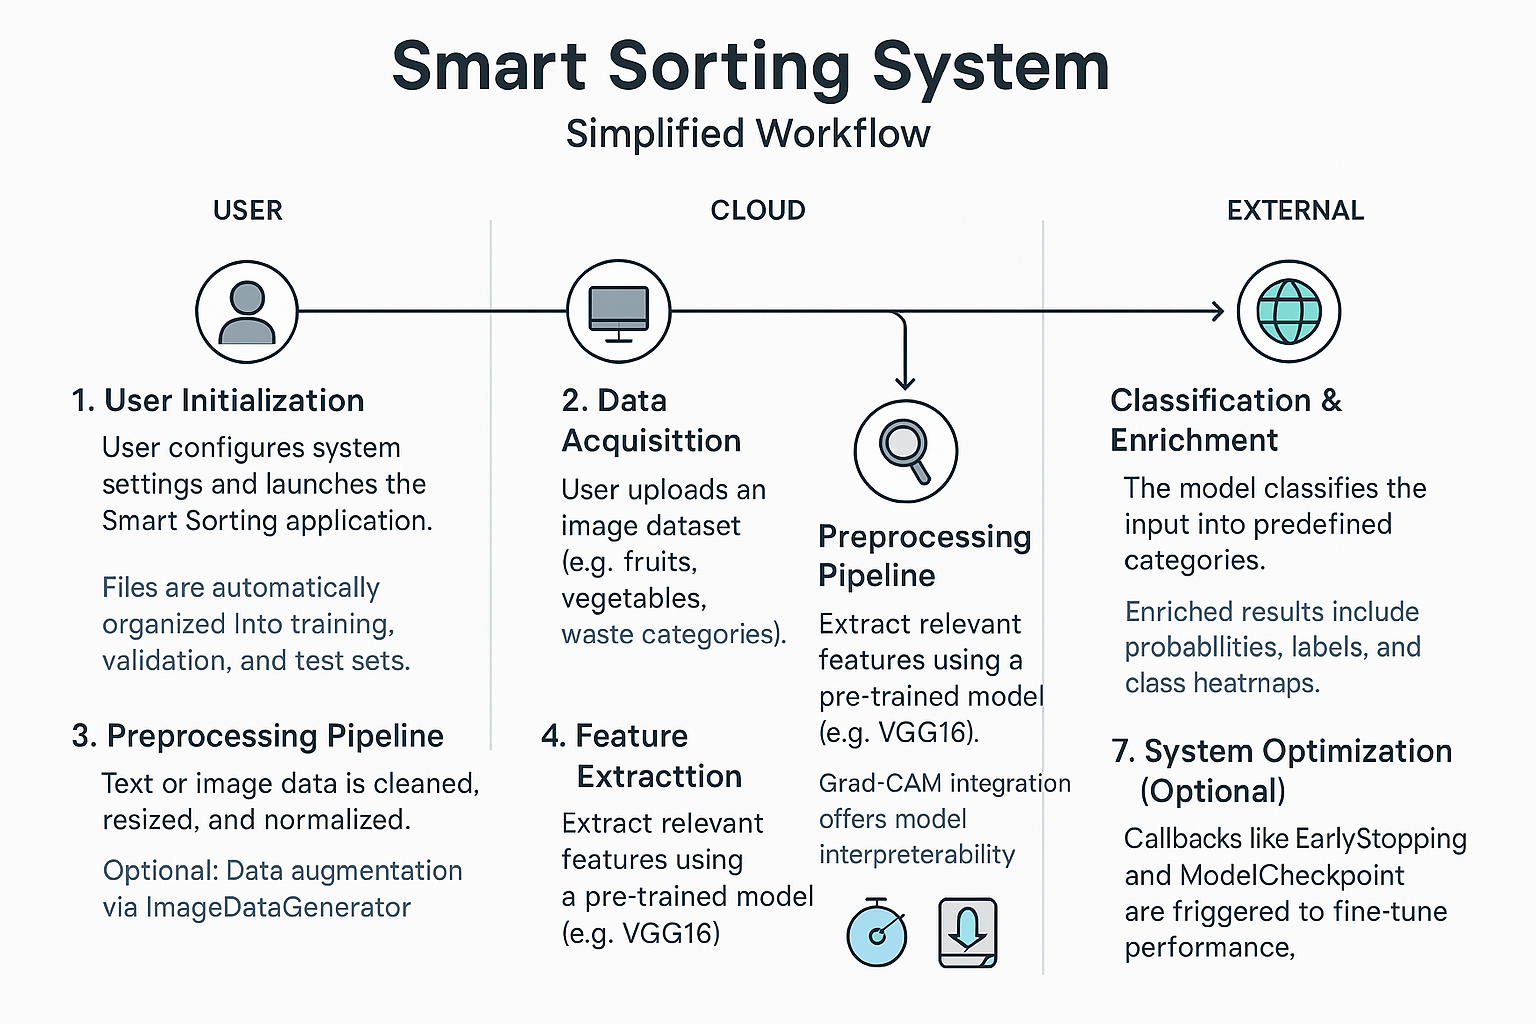 Smart Sorting System
Simplified Workflow
USER
CLOUD
EXTERNAL
1. User Initialization
User configures system
settings and launches the
Smart Sorting application.
Files are automatically
organized Into training,
validation, and test sets.
3. Preprocessing Pipeline
Text or image data is cleaned,
resized, and normalized.
Optional: Data augmentation
via ImageDataGenerator
2. Data
Acquisittion
User uploads an
image dataset
(e.g. fruits,
vegetables,
waste categories).
4. Feature
Extracttion
Extract relevant
features using
a pre-trained model
(e.g. VGG16)
Preprocessing
Pipeline
Extract relevant
features using a
pre-trained model
(e.g. VGG16).
Grad-CAM integration
offers model
interpreterability
Classification &
Enrichment
The model classifies the
input into predefined
categories.
Enriched results include
probabllities, labels, and
class heatrnaps.
7. System Optimization
(Optional)
Callbacks like EarlyStopping
and ModelCheckpoint
are friggered to fine-tune
performance,